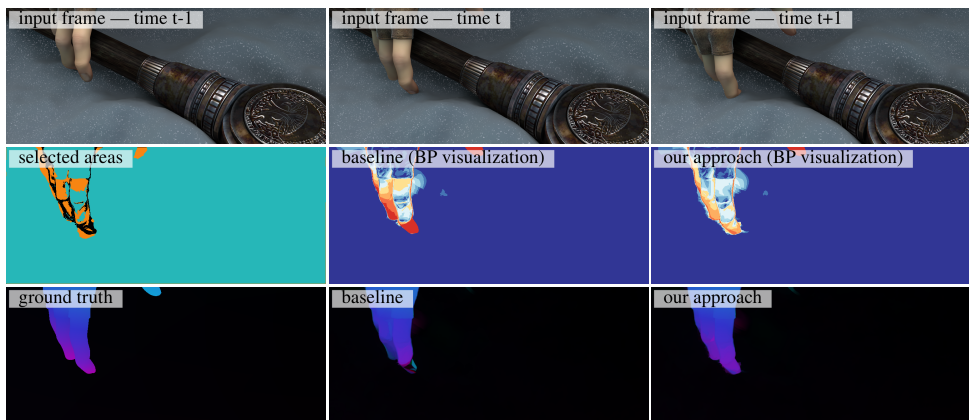 input frame — time t-1
input frame — time t
input frame — time t+1
selected areas
baseline (BP visualization)
our approach (BP visualization)
ground truth
baseline
our approach